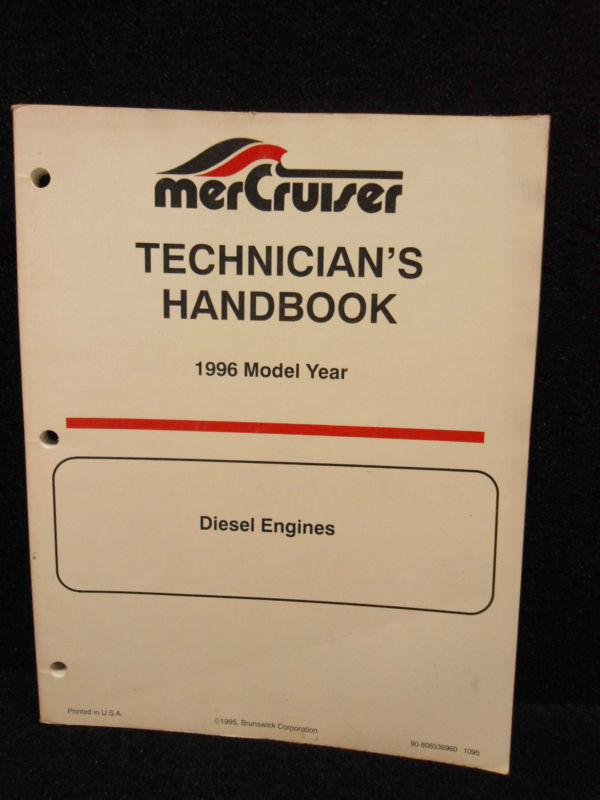 merCruiser
TECHNICIAN'S
HANDBOOK
1996 Model Year
Diesel Engines
Printed in U.S.A.
©1995, Brunswick Corporation
90-806536960 1095